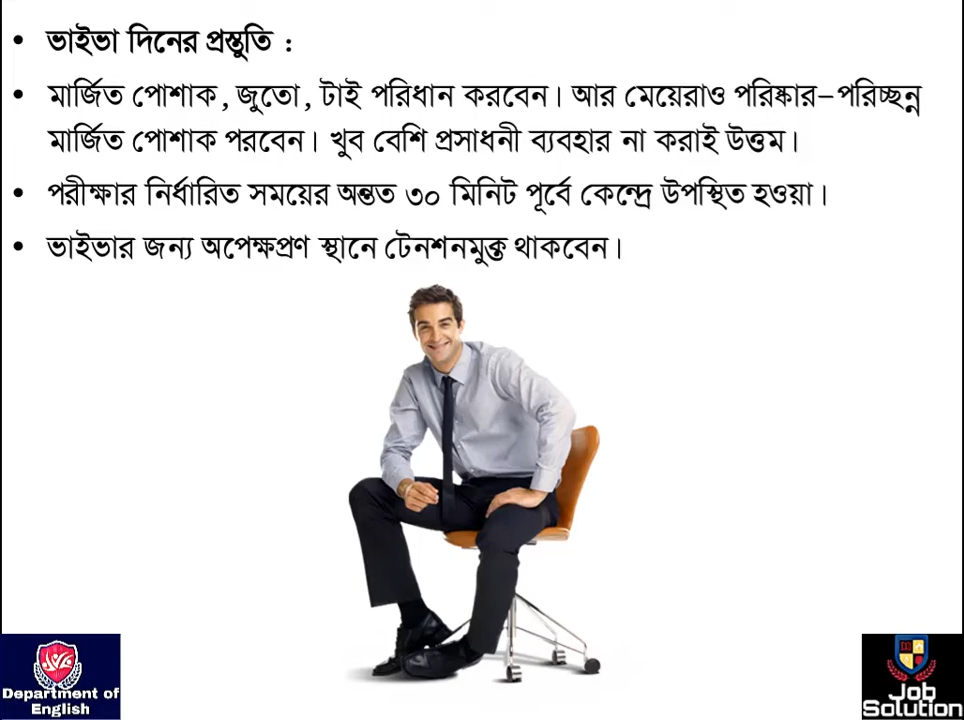 • ভাইভা দিনের প্রস্তুতি :
• মার্জিত পোশাক, জুতো, টাই পরিধান করবেন। আর মেয়েরাও পরিষ্কার-পরিচ্ছন্ন
মার্জিত পোশাক পরবেন। খুব বেশি প্রসাধনী ব্যবহার না করাই উত্তম।
• পরীক্ষার নির্ধারিত সময়ের অন্তত ৩০ মিনিট পূর্বে কেন্দ্রে উপস্থিত হওয়া।
• ভাইভার জন্য অপেক্ষপ্রণ স্থানে টেনশনমুক্ত থাকবেন।
Department of
English
Job
Solution